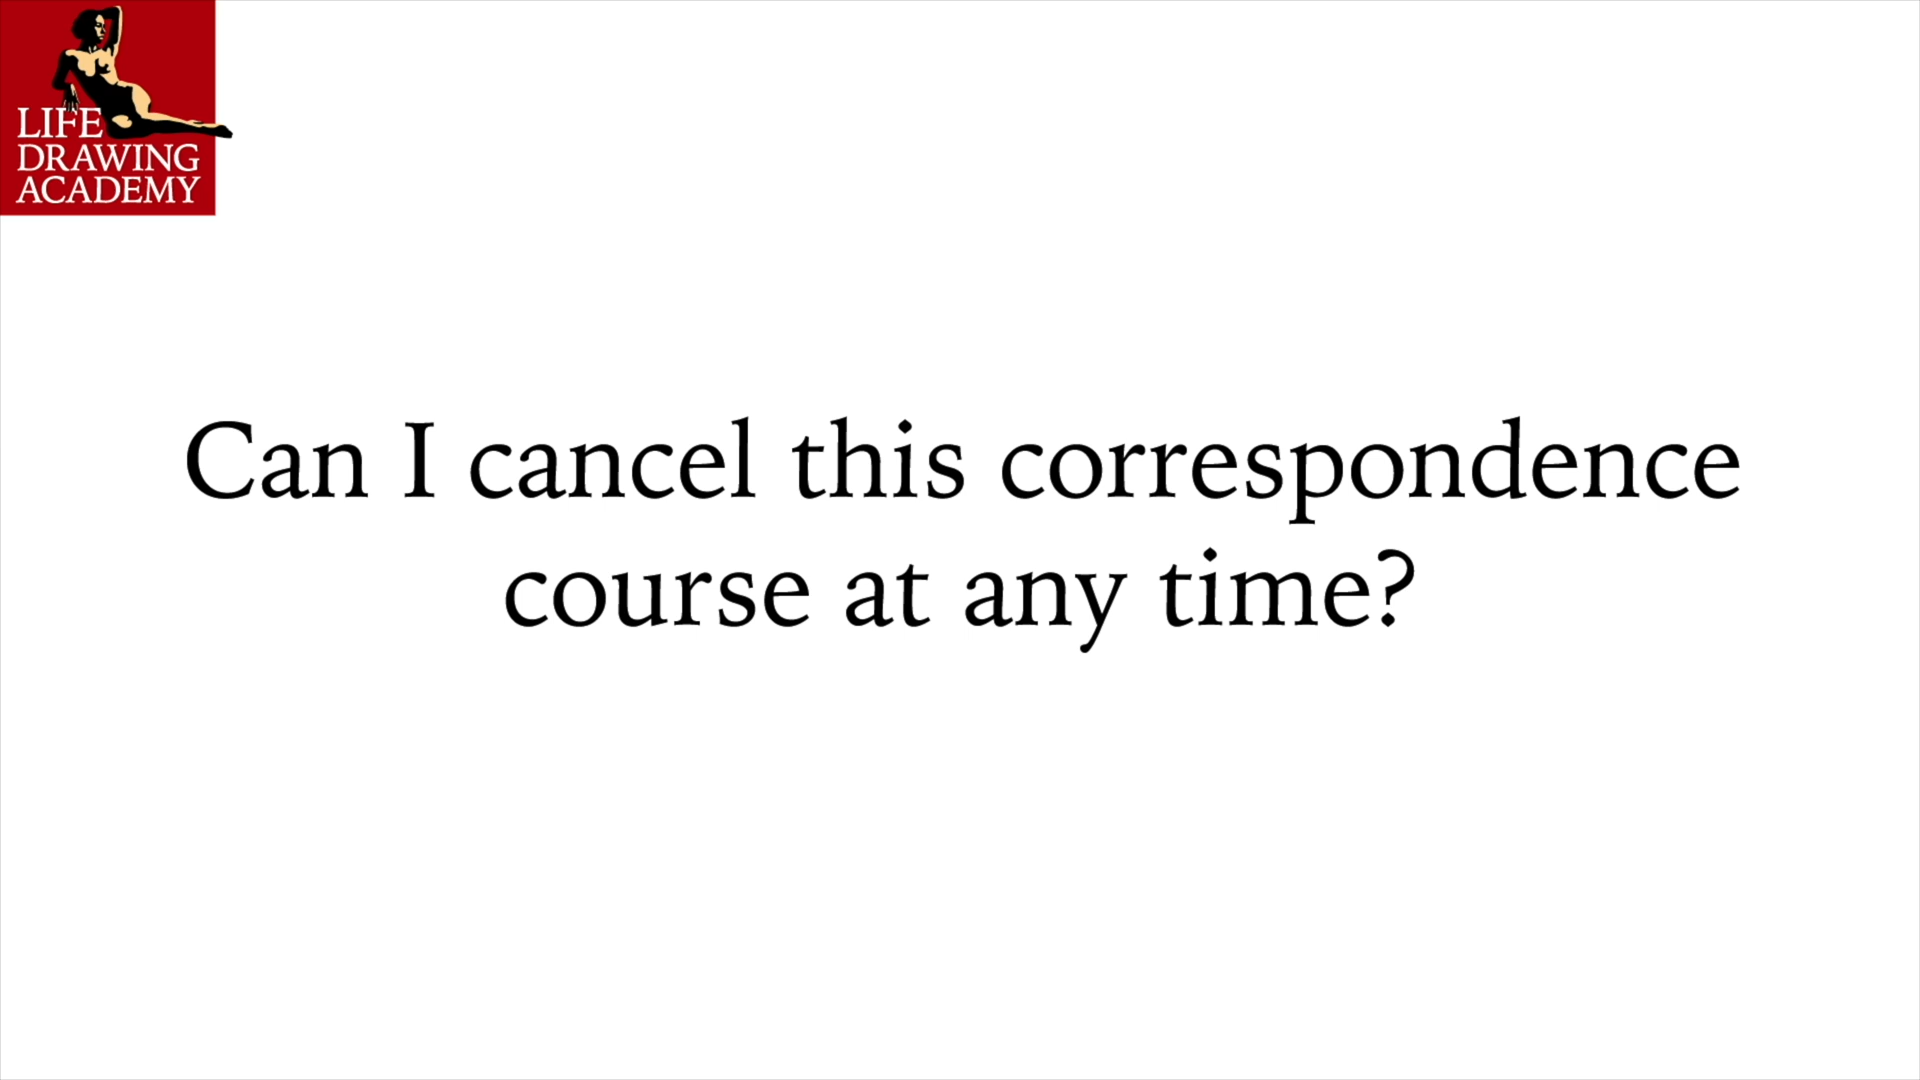 LIFE
DRAWING
ACADEMY
Can I cancel this correspondence
course at any time?